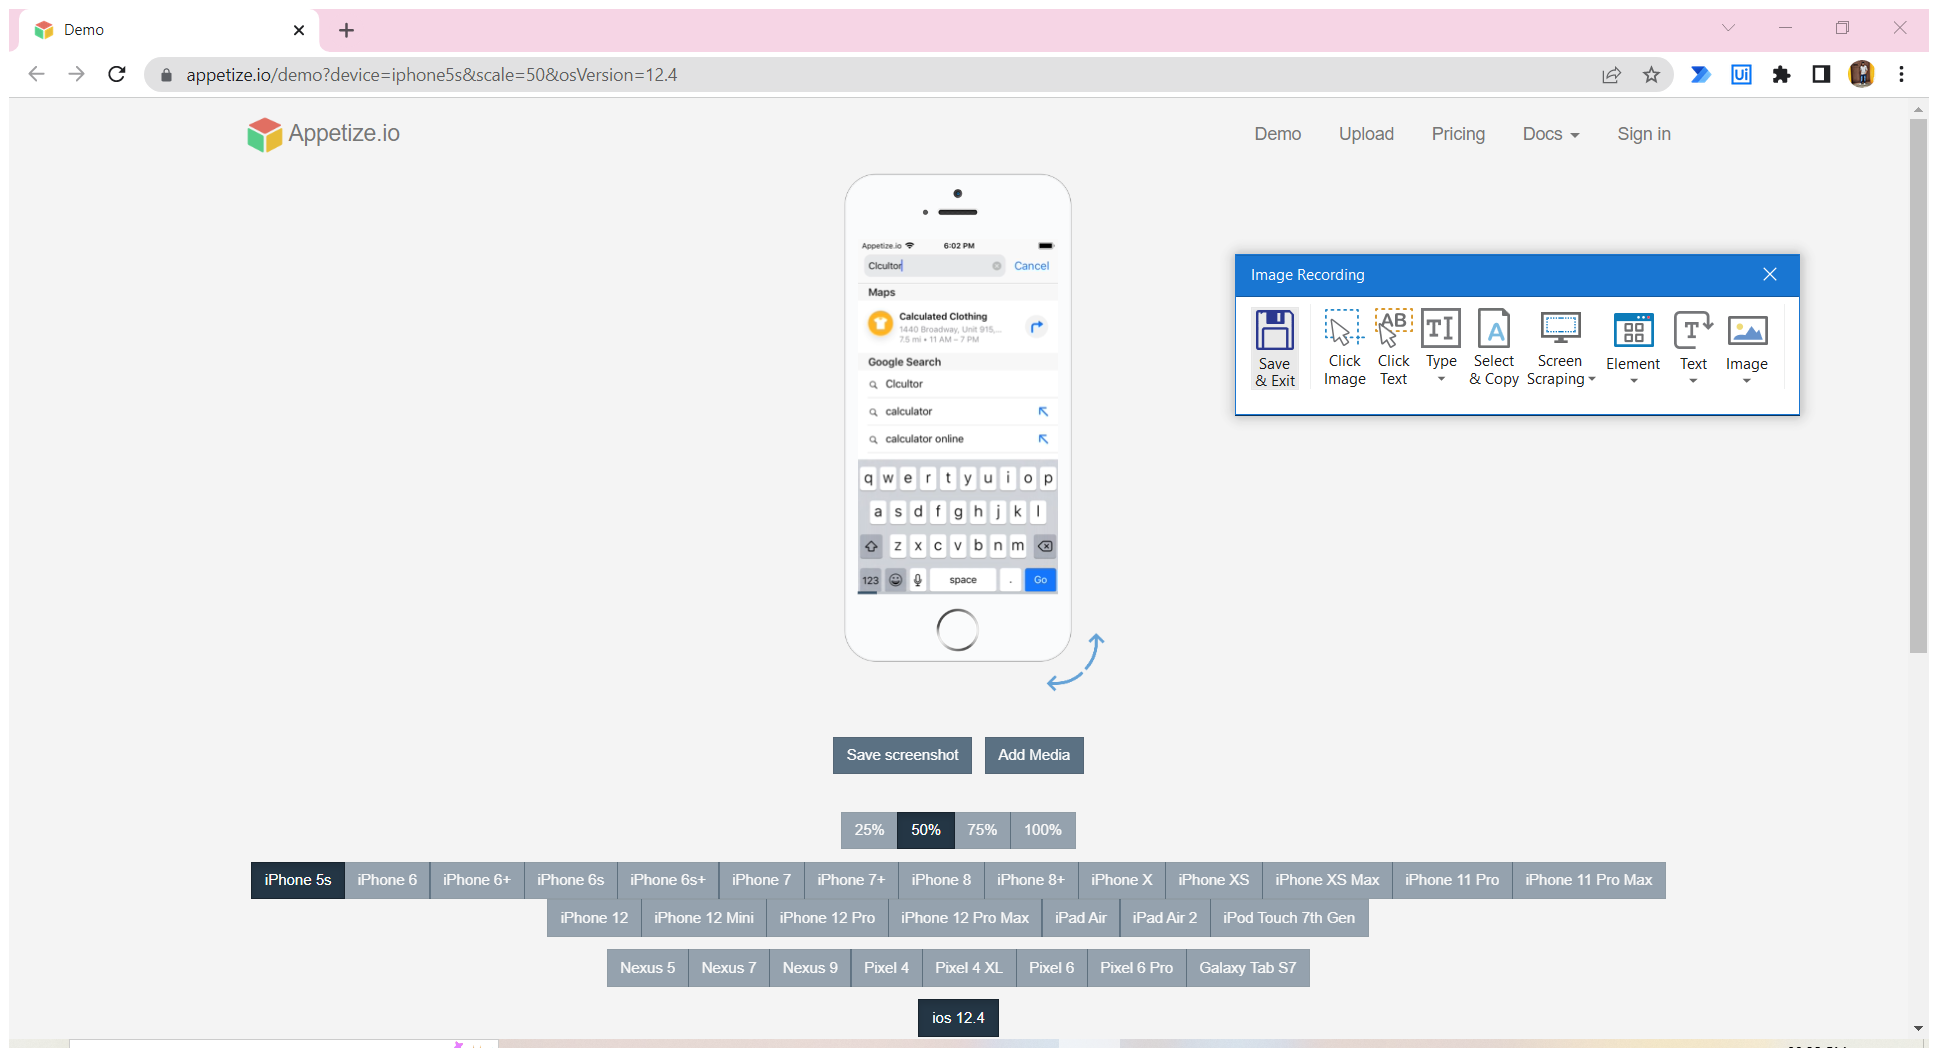 Demo
appetize.io/demo?device=iphone5s&scale=50&osVersion=12.4
Ui
Appetize.io
Demo Upload Pricing Docs Sign in
Appetize.io 6:02 PM
Clcultor Cancel
Maps
Calculated Clothing
1440 Broadway, Unit 915,...
7.5 mi • 11 AM – 7 PM
Google Search
Clcultor
calculator
calculator online
q w e r t y u i o p
a s d f g h j k l
z x c v b n m
123 space . Go
Image Recording
AB TI A T
Save & Exit
Click Image
Click Text
Type
Select & Copy
Screen Scraping
Element
Text
Image
Save screenshot Add Media
25% 50% 75% 100%
iPhone 5s iPhone 6 iPhone 6+ iPhone 6s iPhone 6s+ iPhone 7 iPhone 7+ iPhone 8 iPhone 8+ iPhone X iPhone XS iPhone XS Max iPhone 11 Pro iPhone 11 Pro Max
iPhone 12 iPhone 12 Mini iPhone 12 Pro iPhone 12 Pro Max iPad Air iPad Air 2 iPod Touch 7th Gen
Nexus 5 Nexus 7 Nexus 9 Pixel 4 Pixel 4 XL Pixel 6 Pixel 6 Pro Galaxy Tab S7
ios 12.4